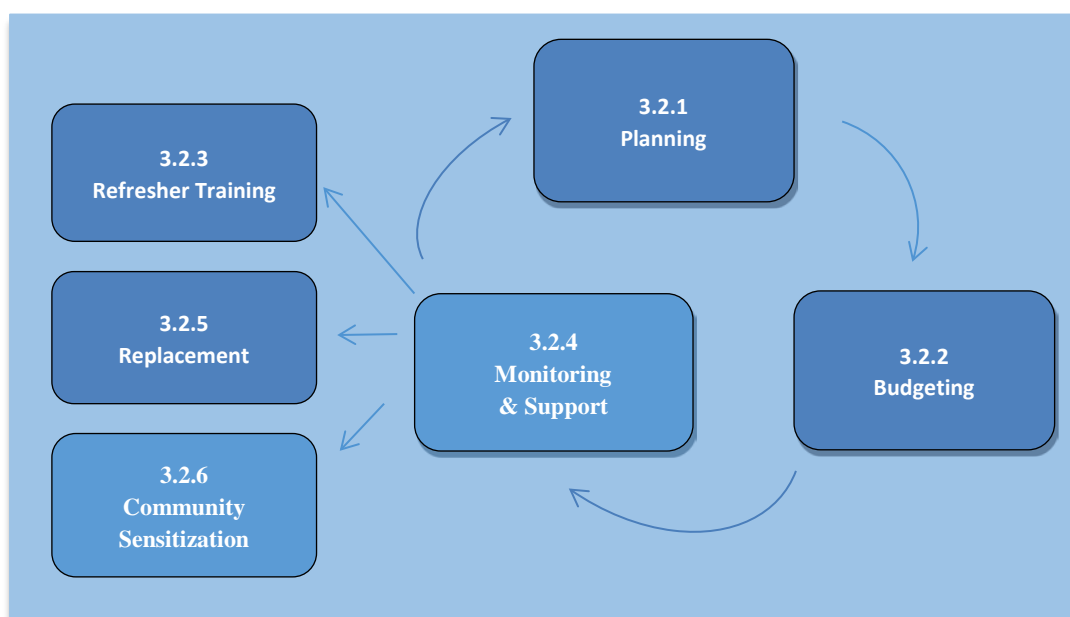 3.2.1
Planning
3.2.3
Refresher Training
3.2.5
Replacement
3.2.4
Monitoring
& Support
3.2.2
Budgeting
3.2.6
Community
Sensitization